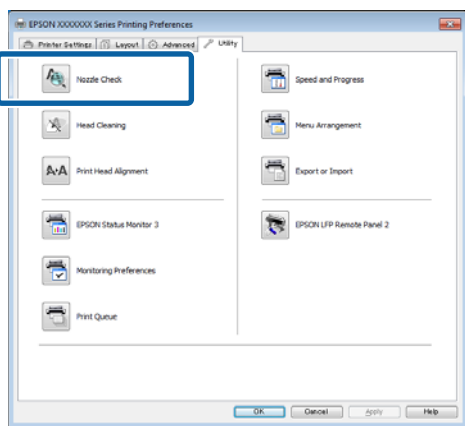 EPSON XXXXXXX Series Printing Preferences
Printer Settings Layout Advanced Utility
Nozzle Check Speed and Progress
Head Cleaning Menu Arrangement
Print Head Alignment Export or Import
EPSON Status Monitor 3 EPSON LFP Remote Panel 2
Monitoring Preferences
Print Queue
OK Cancel Apply Help